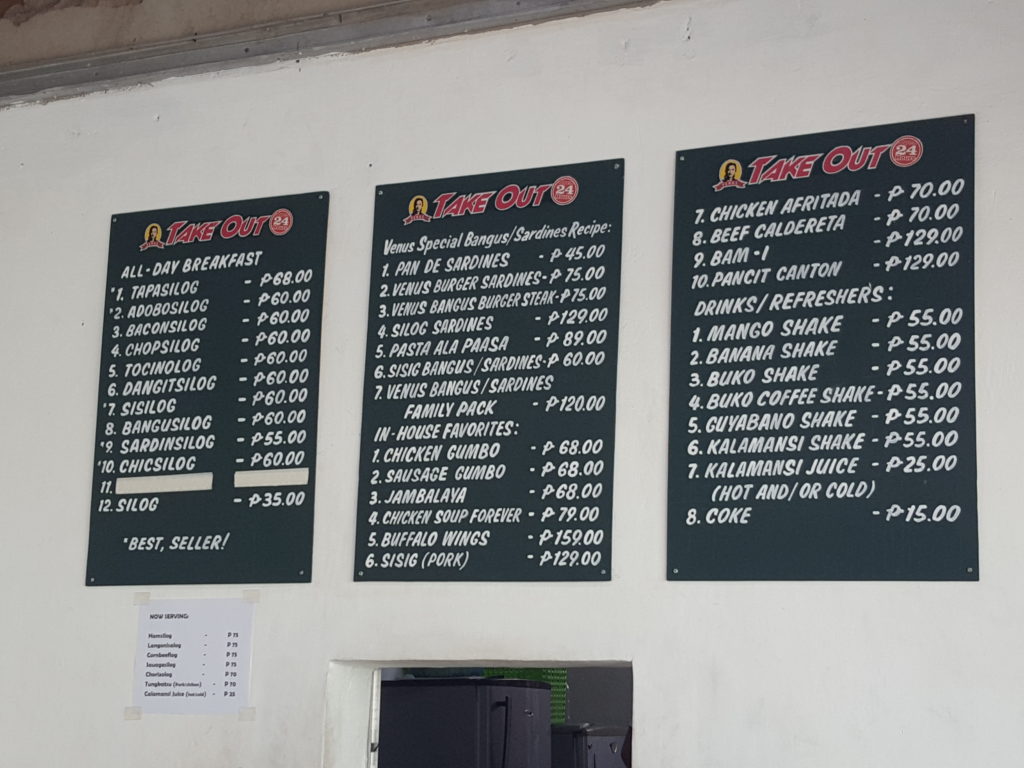 TAKE OUT 24
ALL-DAY BREAKFAST
*1. TAPASILOG - ₱68.00
*2. ADOBOSILOG - ₱60.00
3. BACONSILOG - ₱60.00
4. CHOPSILOG - ₱60.00
5. TOCINOLOG - ₱60.00
6. DANGITSILOG - ₱60.00
*7. SISILOG - ₱60.00
8. BANGUSILOG - ₱60.00
*9. SARDINSILOG - ₱55.00
*10. CHICSILOG - ₱60.00
11.
12. SILOG - ₱35.00
*BEST, SELLER!
TAKE OUT 24
Venus Special Bangus/Sardines Recipe:
1. PAN DE SARDINES - ₱45.00
2. VENUS BURGER SARDINES - ₱75.00
3. VENUS BANGUS BURGER STEAK - ₱75.00
4. SILOG SARDINES - ₱129.00
5. PASTA ALA PAASA - ₱89.00
6. SISIG BANGUS/SARDINES - ₱60.00
7. VENUS BANGUS/SARDINES
FAMILY PACK - ₱120.00
IN-HOUSE FAVORITES:
1. CHICKEN GUMBO - ₱68.00
2. SAUSAGE GUMBO - ₱68.00
3. JAMBALAYA - ₱68.00
4. CHICKEN SOUP FOREVER - ₱79.00
5. BUFFALO WINGS - ₱159.00
6. SISIG (PORK) - ₱129.00
TAKE OUT 24
7. CHICKEN AFRITADA - ₱70.00
8. BEEF CALDERETA - ₱70.00
9. BAM-I - ₱129.00
10. PANCIT CANTON - ₱129.00
DRINKS/REFRESHER'S:
1. MANGO SHAKE - ₱55.00
2. BANANA SHAKE - ₱55.00
3. BUKO SHAKE - ₱55.00
4. BUKO COFFEE SHAKE - ₱55.00
5. GUYABANO SHAKE - ₱55.00
6. KALAMANSI SHAKE - ₱55.00
7. KALAMANSI JUICE - ₱25.00
(HOT AND/OR COLD)
8. COKE - ₱15.00
NOW SERVING:
Hamsilog - P 75
Longanisalog - P 75
Cornbeeflog - P 75
Sausagesilog - P 75
Chorizolog - P 70
Tungkatsu - P 70
Calamansi Juice (hot/cold) - P 25